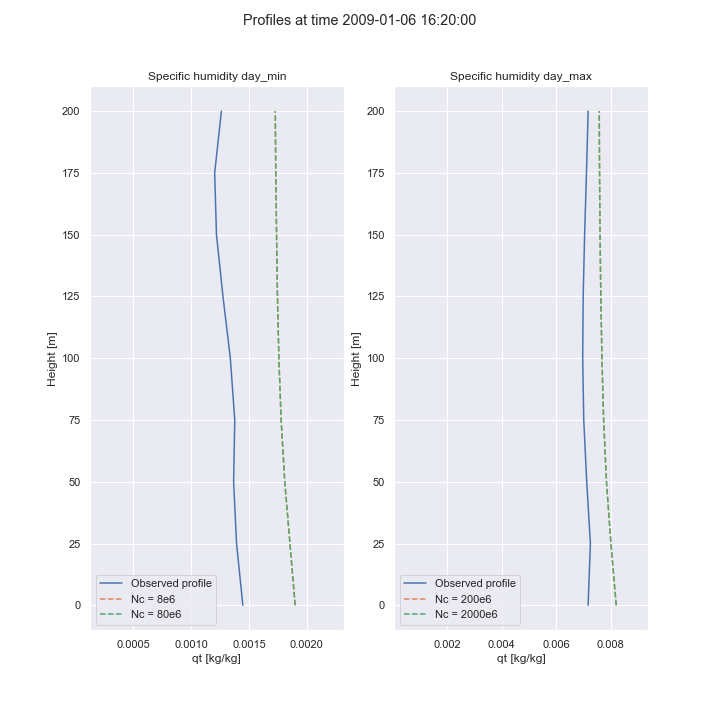 Profiles at time 2009-01-06 16:20:00
Specific humidity day_min
Height [m]
200
175
150
125
100
75
50
25
0
Observed profile
Nc = 8e6
Nc = 80e6
0.0005 0.0010 0.0015 0.0020
qt [kg/kg]
Specific humidity day_max
Height [m]
200
175
150
125
100
75
50
25
0
Observed profile
Nc = 200e6
Nc = 2000e6
0.002 0.004 0.006 0.008
qt [kg/kg]